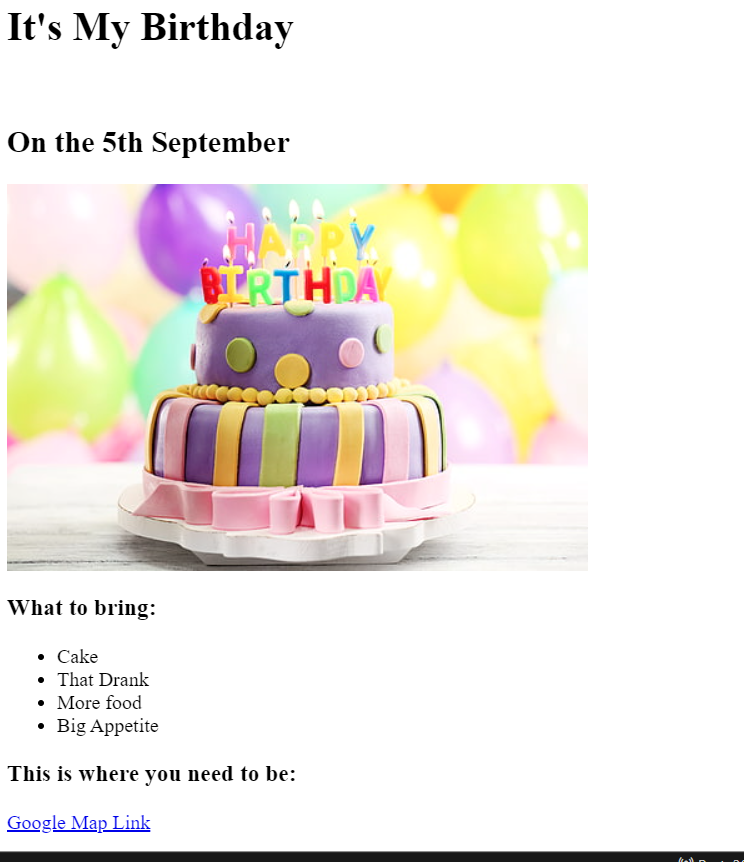 It's My Birthday
On the 5th September
HAPPY
BIRTHDAY
What to bring:
Cake
That Drank
More food
Big Appetite
This is where you need to be:
Google Map Link